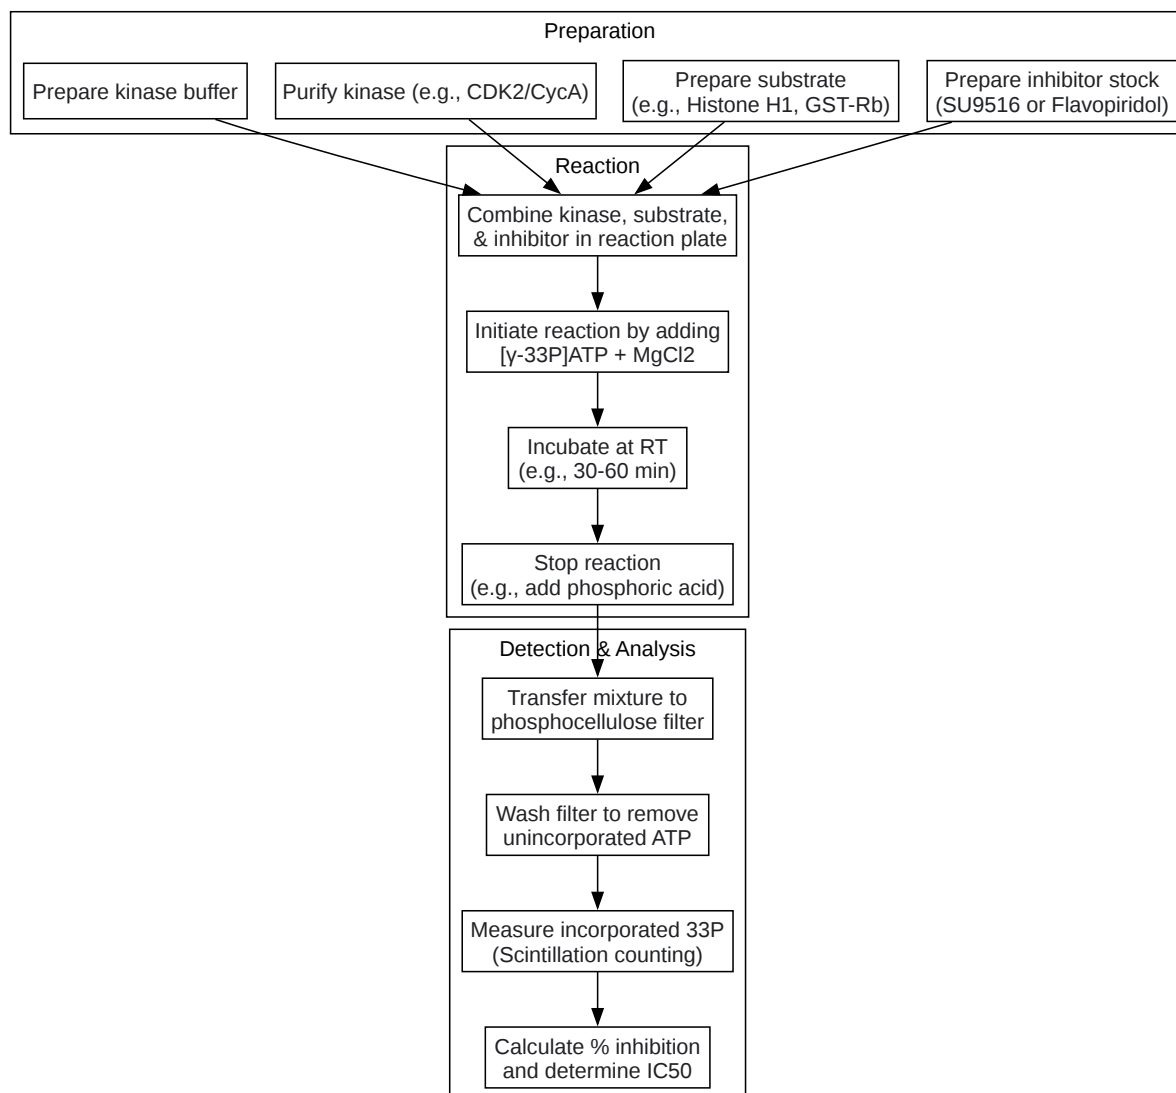 Preparation
Prepare kinase buffer
Purify kinase (e.g., CDK2/CycA)
Prepare substrate
(e.g., Histone H1, GST-Rb)
Prepare inhibitor stock
(SU9516 or Flavopiridol)
Reaction
Combine kinase, substrate,
& inhibitor in reaction plate
Initiate reaction by adding
[γ-33P]ATP + MgCl2
Incubate at RT
(e.g., 30-60 min)
Stop reaction
(e.g., add phosphoric acid)
Detection & Analysis
Transfer mixture to
phosphocellulose filter
Wash filter to remove
unincorporated ATP
Measure incorporated 33P
(Scintillation counting)
Calculate % inhibition
and determine IC50